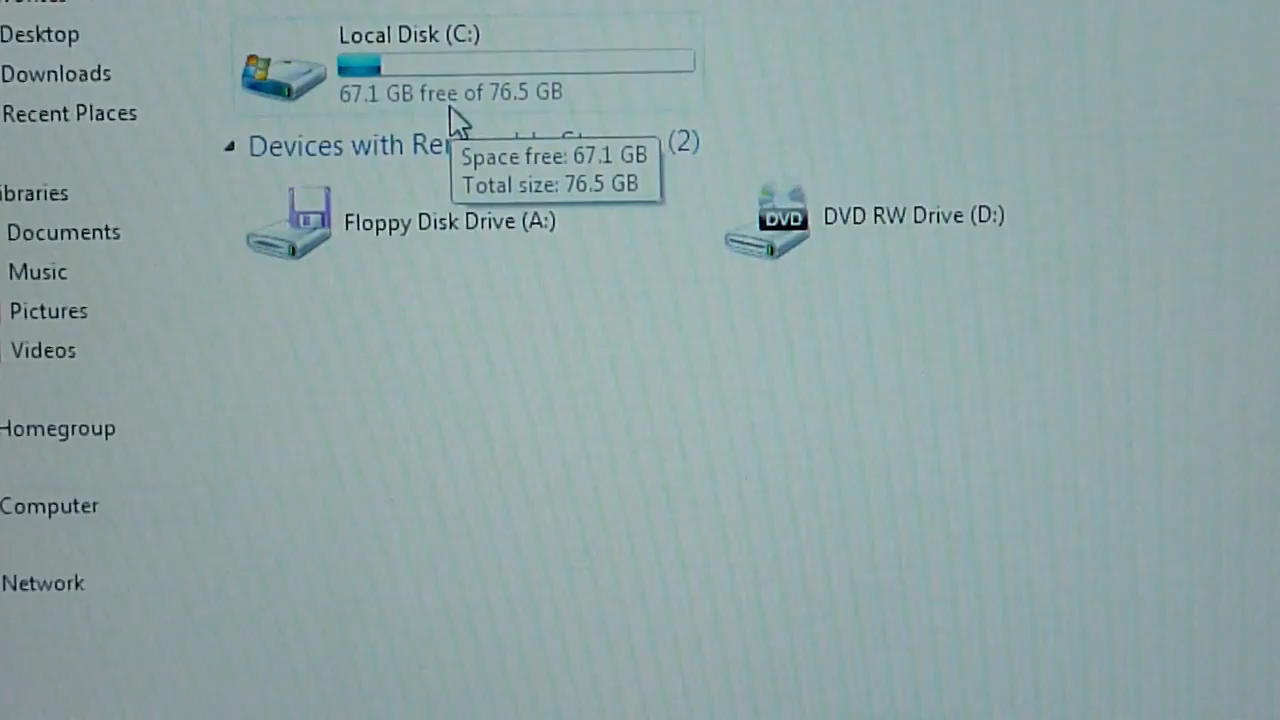 Desktop
Downloads
Recent Places
ibraries
Documents
Music
Pictures
Videos
Homegroup
Computer
Network
Local Disk (C:)
67.1 GB free of 76.5 GB
Devices with (2)
Space free: 67.1 GB
Total size: 76.5 GB
Floppy Disk Drive (A:)
DVD
DVD RW Drive (D:)